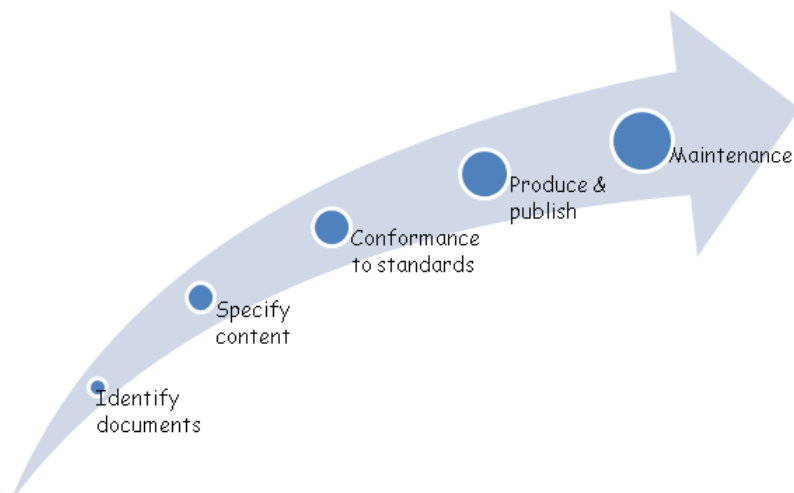 Maintenance
Produce &
publish
Conformance
to standards
Specify
content
Identify
documents